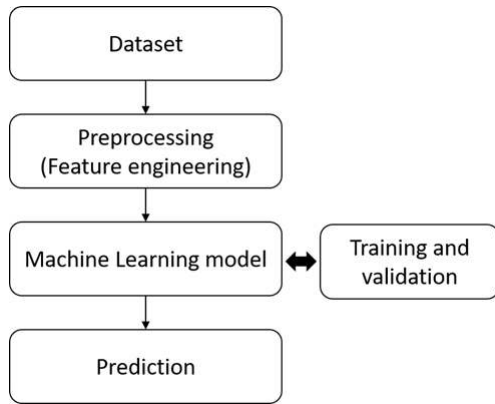 Dataset
Preprocessing
(Feature engineering)
Machine Learning model
Training and
validation
Prediction